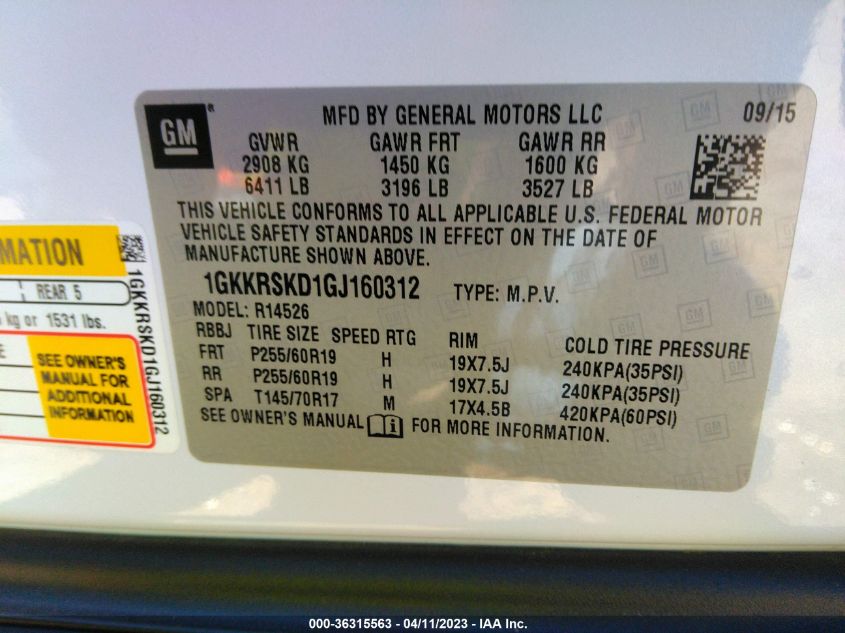 GM
®
MFD BY GENERAL MOTORS LLC 09/15
GVWR GAWR FRT GAWR RR
2908 KG 1450 KG 1600 KG
6411 LB 3196 LB 3527 LB
THIS VEHICLE CONFORMS TO ALL APPLICABLE U.S. FEDERAL MOTOR
VEHICLE SAFETY STANDARDS IN EFFECT ON THE DATE OF
MANUFACTURE SHOWN ABOVE.
1GKKRSKD1GJ160312 TYPE: M.P.V.
MODEL: R14526
RBBJ TIRE SIZE SPEED RTG RIM COLD TIRE PRESSURE
FRT P255/60R19 H 19X7.5J 240KPA(35PSI)
RR P255/60R19 H 19X7.5J 240KPA(35PSI)
SPA T145/70R17 M 17X4.5B 420KPA(60PSI)
SEE OWNER'S MANUAL FOR MORE INFORMATION.
REAR 5
kg or 1531 lbs.
SEE OWNER'S
MANUAL FOR
ADDITIONAL
INFORMATION
1GKKRSKD1GJ160312
000-36315563 - 04/11/2023 - IAA Inc.